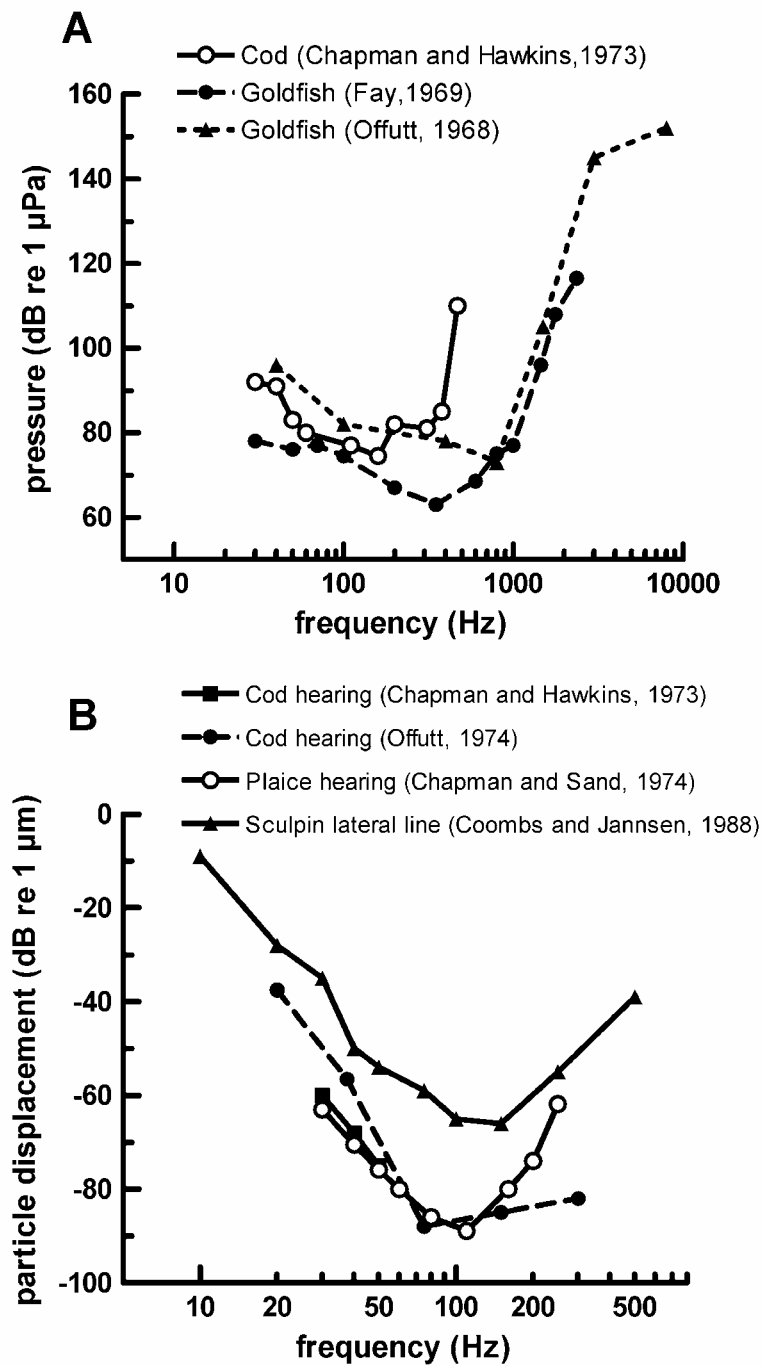 A
Cod (Chapman and Hawkins,1973)
Goldfish (Fay,1969)
Goldfish (Offutt, 1968)
160
140
120
100
80
60
pressure (dB re 1 µPa)
10 100 1000 10000
frequency (Hz)
B
Cod hearing (Chapman and Hawkins, 1973)
Cod hearing (Offutt, 1974)
Plaice hearing (Chapman and Sand, 1974)
Sculpin lateral line (Coombs and Jannsen, 1988)
0
-20
-40
-60
-80
-100
particle displacement (dB re 1 µm)
10 20 50 100 200 500
frequency (Hz)